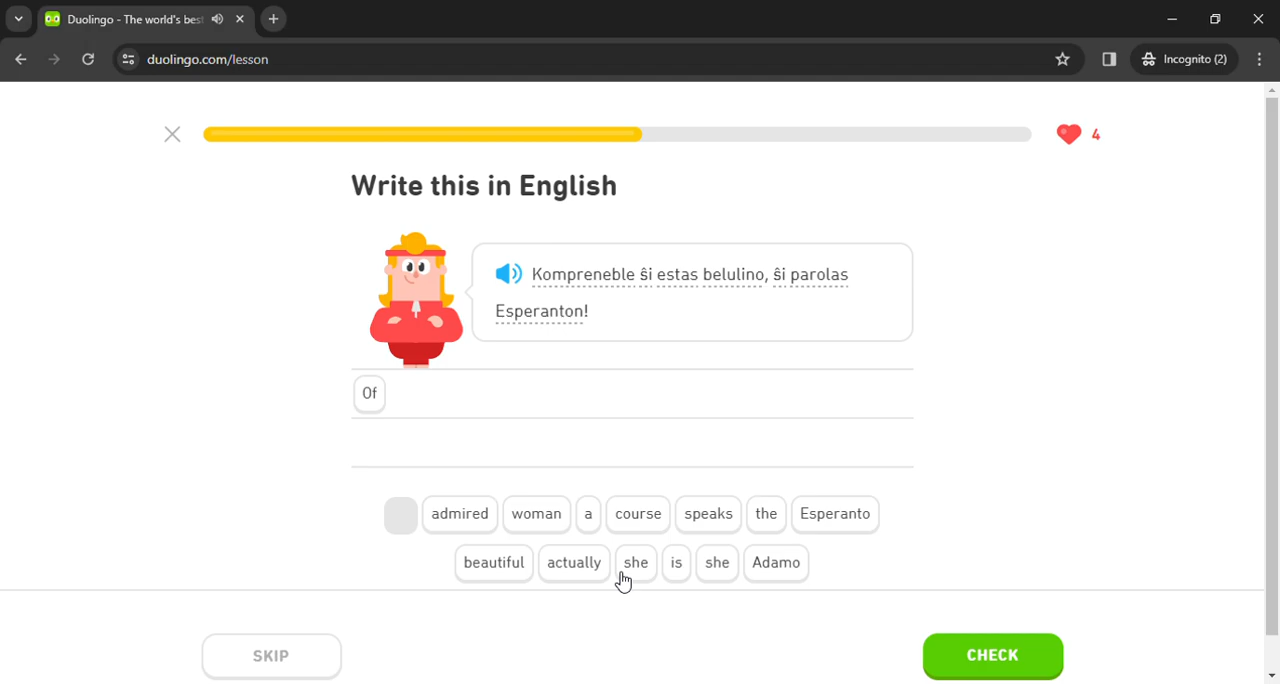 Duolingo - The world's bes
duolingo.com/lesson
Incognito (2)
4
Write this in English
Kompreneble ŝi estas belulino, ŝi parolas
Esperanton!
Of
admired woman a course speaks the Esperanto
beautiful actually she is she Adamo
SKIP
CHECK